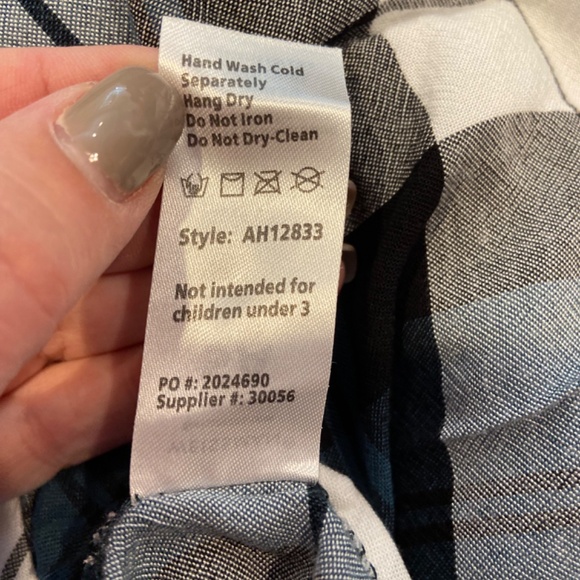 Hand Wash Cold
Separately
Hang Dry
Do Not Iron
Do Not Dry-Clean
Style: AH12833
Not intended for
children under 3
PO #: 2024690
Supplier #: 30056